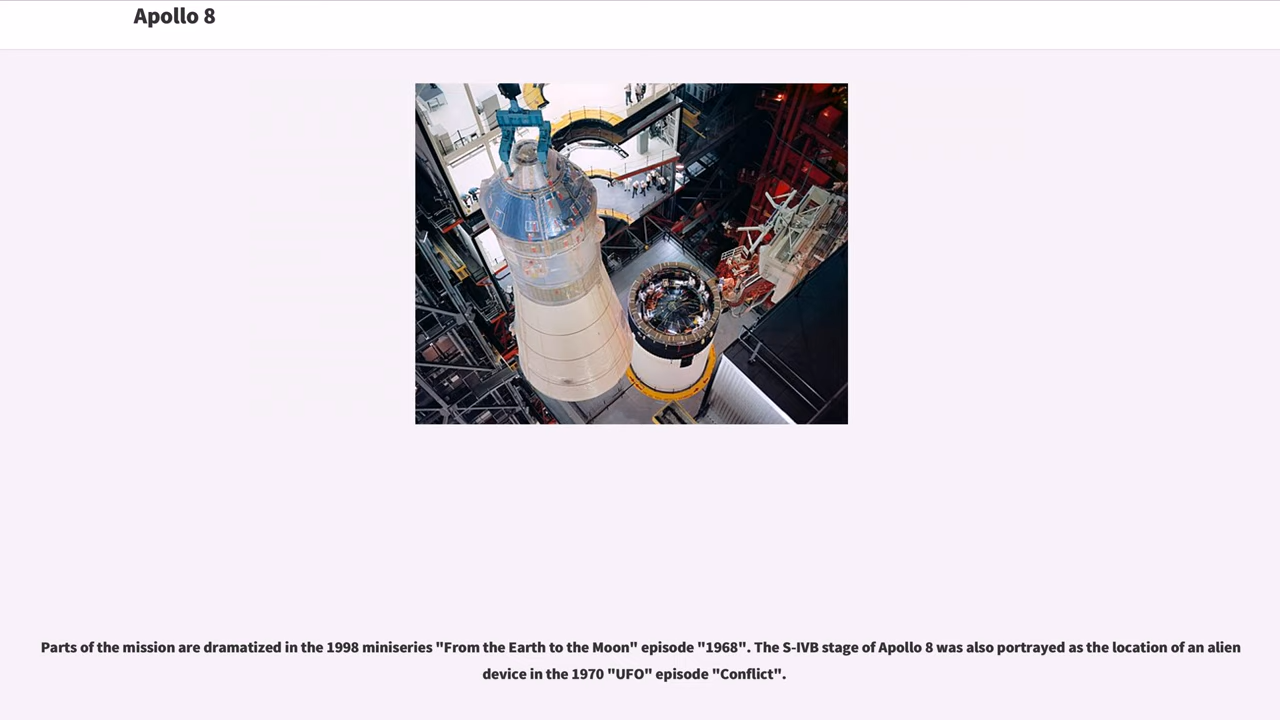 Apollo 8
Parts of the mission are dramatized in the 1998 miniseries "From the Earth to the Moon" episode "1968". The S-IVB stage of Apollo 8 was also portrayed as the location of an alien
device in the 1970 "UFO" episode "Conflict".